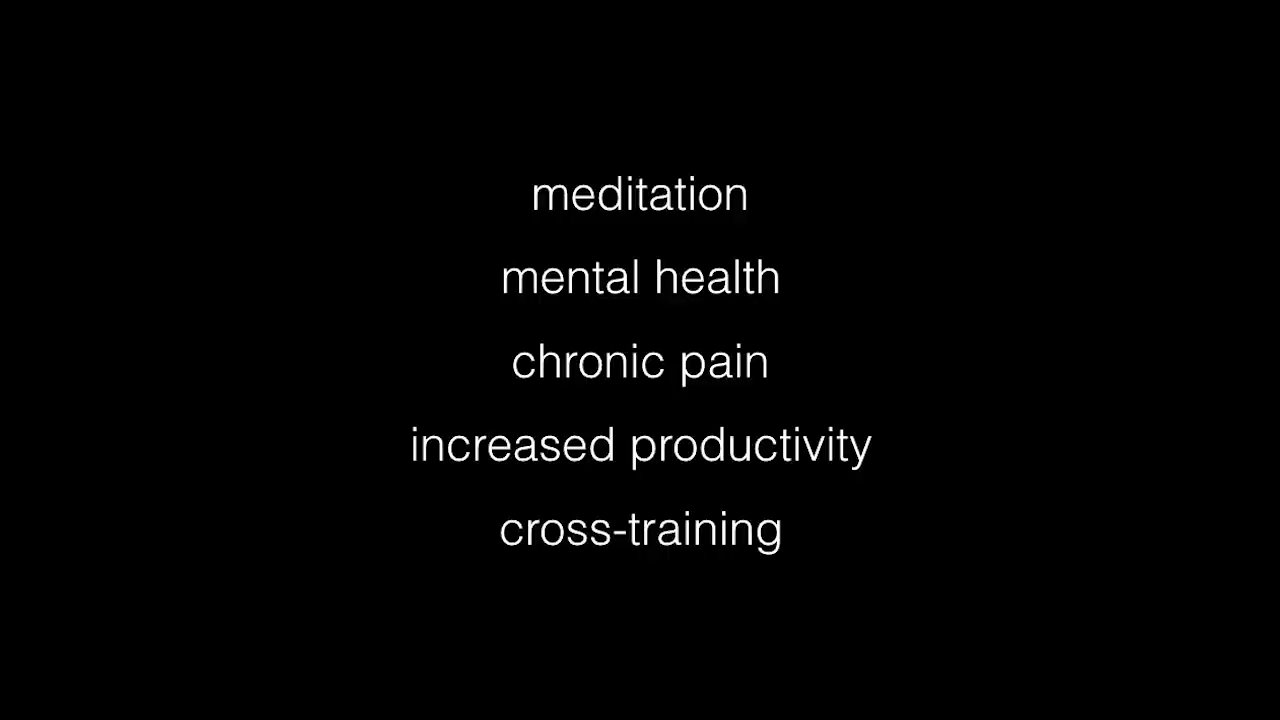 meditation
mental health
chronic pain
increased productivity
cross-training